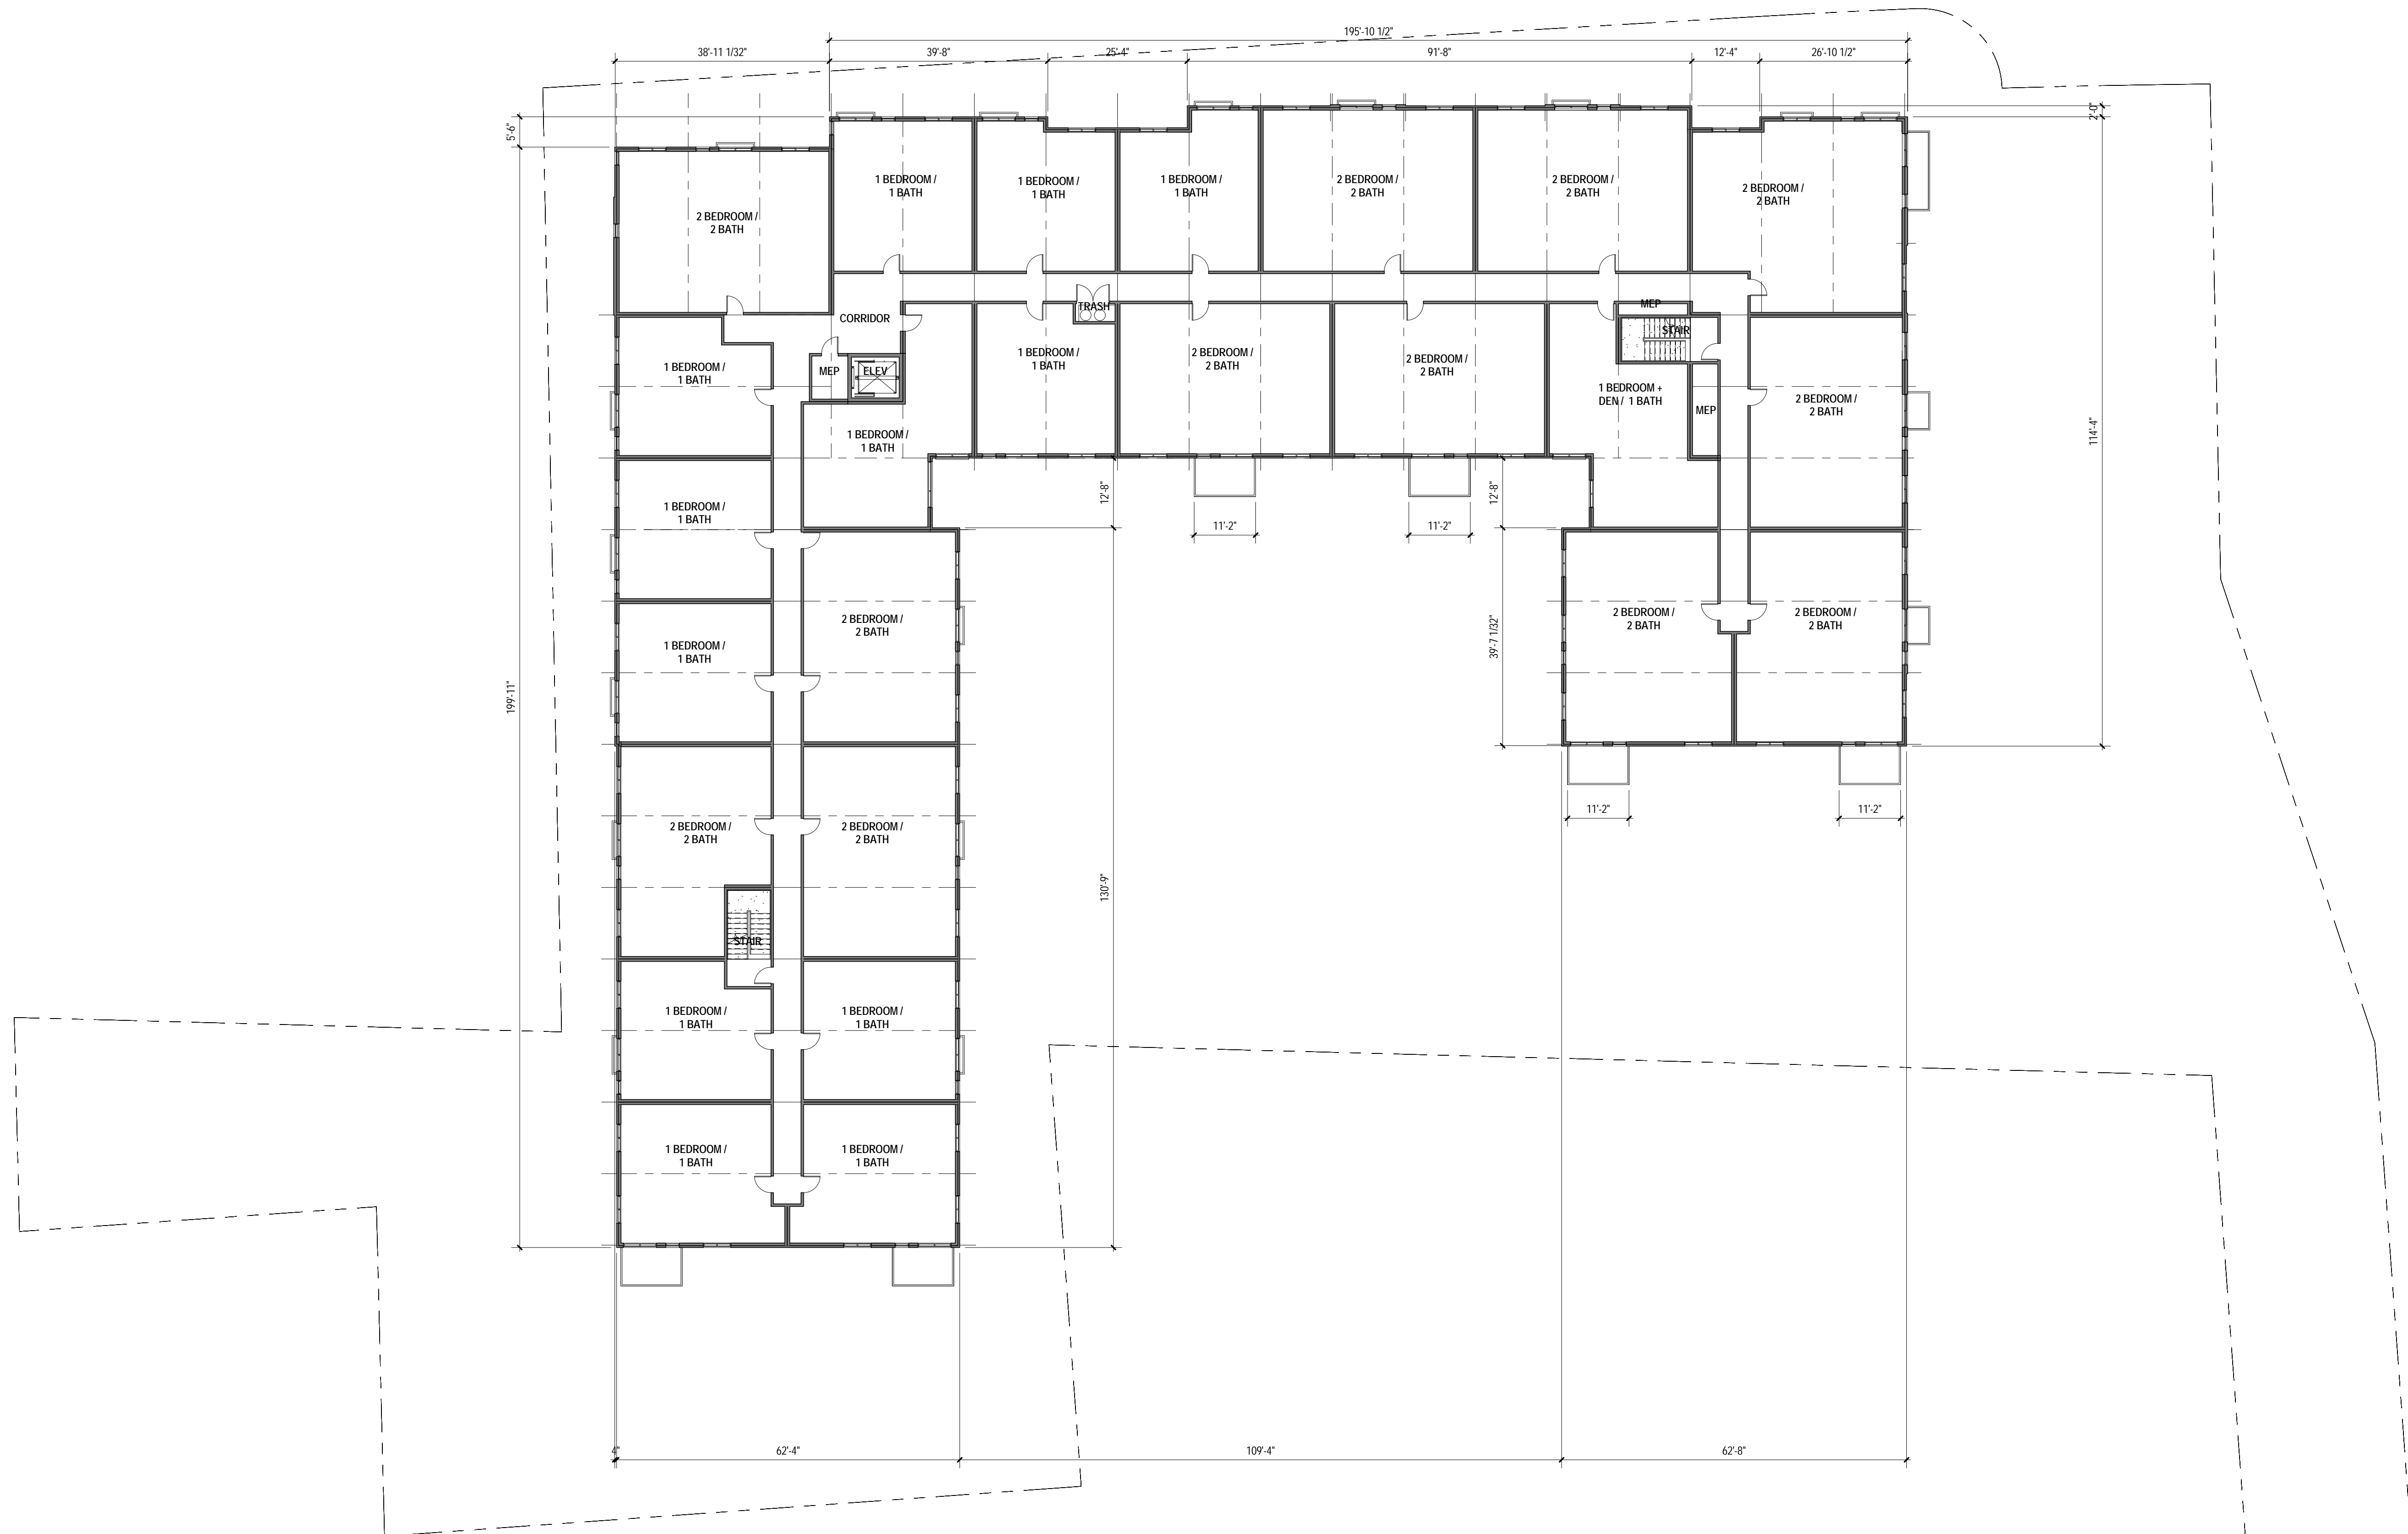 195'-10 1/2"
38'-11 1/32"
39'-8"
25'-4"
91'-8"
12'-4"
26'-10 1/2"
5'-6"
2'-0"
2 BEDROOM /
2 BATH
1 BEDROOM /
1 BATH
1 BEDROOM /
1 BATH
1 BEDROOM /
1 BATH
2 BEDROOM /
2 BATH
2 BEDROOM /
2 BATH
2 BEDROOM /
2 BATH
CORRIDOR
TRASH
MEP
STAIR
1 BEDROOM /
1 BATH
MEP
ELEV
1 BEDROOM /
1 BATH
2 BEDROOM /
2 BATH
2 BEDROOM /
2 BATH
1 BEDROOM +
DEN / 1 BATH
MEP
2 BEDROOM /
2 BATH
114'-4"
1 BEDROOM /
1 BATH
1 BEDROOM /
1 BATH
12'-8"
12'-8"
11'-2"
11'-2"
1 BEDROOM /
1 BATH
2 BEDROOM /
2 BATH
39'-7 1/32"
2 BEDROOM /
2 BATH
2 BEDROOM /
2 BATH
199'-11"
11'-2"
11'-2"
2 BEDROOM /
2 BATH
2 BEDROOM /
2 BATH
130'-9"
STAIR
1 BEDROOM /
1 BATH
1 BEDROOM /
1 BATH
1 BEDROOM /
1 BATH
1 BEDROOM /
1 BATH
4"
62'-4"
109'-4"
62'-8"